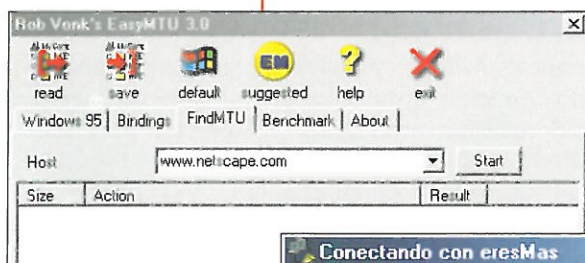 Rob Vonk's EasyMTU 3.0
read save default suggested help exit
Windows 95 Bindings FindMTU Benchmark About
Host www.netscape.com Start
Size Action Result
Conectando con eresMas